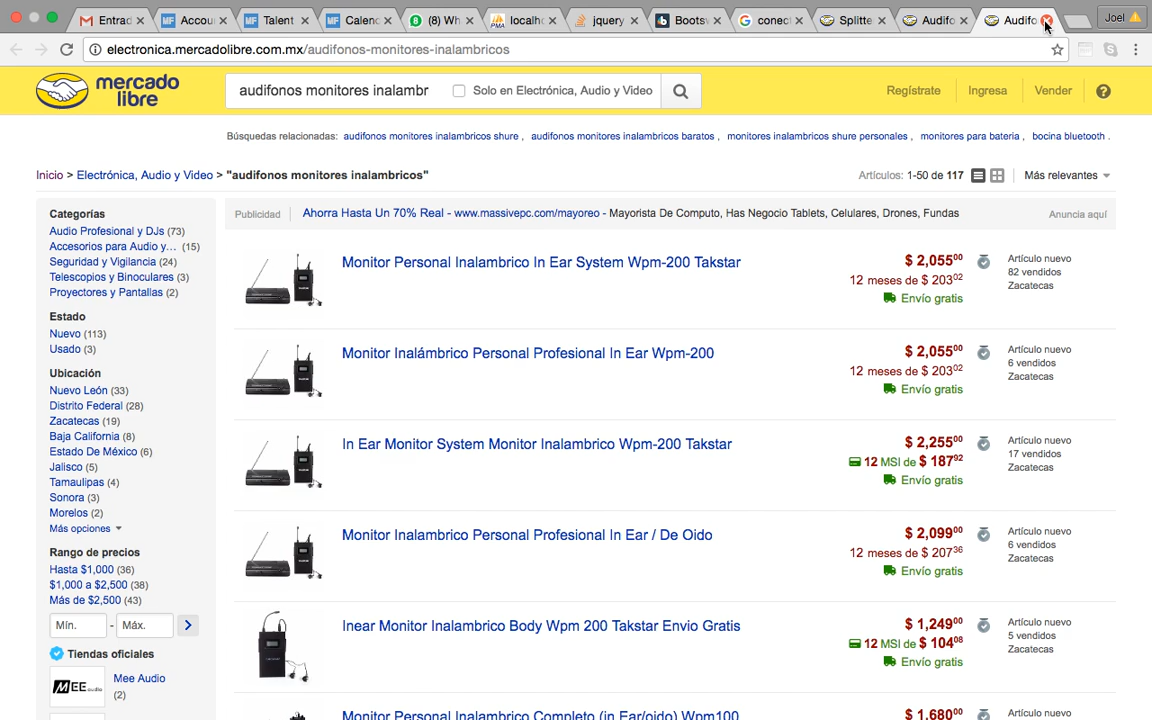 Entrad
Accou
Talent
Calenc
(8) Wh
localho
jquery
Bootsw
conect
Splitte
Audífo
Audífo
Joel
electronica.mercadolibre.com.mx/audifonos-monitores-inalambricos
mercado
libre
audifonos monitores inalambr
Solo en Electrónica, Audio y Video
Regístrate
Ingresa
Vender
?
Búsquedas relacionadas: audifonos monitores inalambricos shure , audifonos monitores inalambricos baratos , monitores inalambricos shure personales , monitores para bateria , bocina bluetooth .
Inicio > Electrónica, Audio y Video > "audifonos monitores inalambricos"
Artículos: 1-50 de 117
Más relevantes
Categorías
Audio Profesional y DJs (73)
Accesorios para Audio y... (15)
Seguridad y Vigilancia (24)
Telescopios y Binoculares (3)
Proyectores y Pantallas (2)
Estado
Nuevo (113)
Usado (3)
Ubicación
Nuevo León (33)
Distrito Federal (28)
Zacatecas (19)
Baja California (8)
Estado De México (6)
Jalisco (5)
Tamaulipas (4)
Sonora (3)
Morelos (2)
Más opciones
Rango de precios
Hasta $1,000 (36)
$1,000 a $2,500 (38)
Más de $2,500 (43)
Mín. - Máx.
Tiendas oficiales
MEE audio
Mee Audio
(2)
Publicidad
Ahorra Hasta Un 70% Real - www.massivepc.com/mayoreo - Mayorista De Computo, Has Negocio Tablets, Celulares, Drones, Fundas
Anuncia aquí
Monitor Personal Inalambrico In Ear System Wpm-200 Takstar
$ 2,055 00
12 meses de $ 203 02
Envío gratis
Artículo nuevo
82 vendidos
Zacatecas
Monitor Inalámbrico Personal Profesional In Ear Wpm-200
$ 2,055 00
12 meses de $ 203 02
Envío gratis
Artículo nuevo
6 vendidos
Zacatecas
In Ear Monitor System Monitor Inalambrico Wpm-200 Takstar
$ 2,255 00
12 MSI de $ 187 92
Envío gratis
Artículo nuevo
17 vendidos
Zacatecas
Monitor Inalambrico Personal Profesional In Ear / De Oido
$ 2,099 00
12 meses de $ 207 36
Envío gratis
Artículo nuevo
6 vendidos
Zacatecas
Inear Monitor Inalambrico Body Wpm 200 Takstar Envio Gratis
$ 1,249 00
12 MSI de $ 104 08
Envío gratis
Artículo nuevo
5 vendidos
Zacatecas
Monitor Personal Inalambrico Completo (in Ear/oido) Wpm100
$ 1,680 00
Artículo nuevo